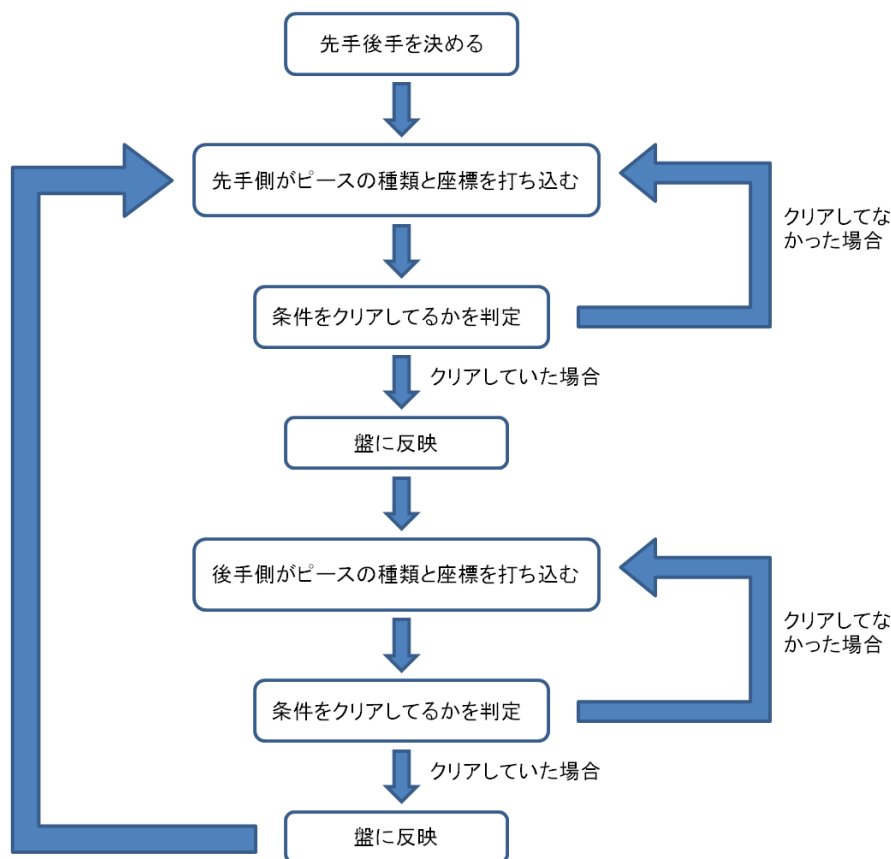 先手後手を決める
先手側がピースの種類と座標を打ち込む
クリアしてな
かった場合
条件をクリアしてるかを判定
クリアしていた場合
盤に反映
後手側がピースの種類と座標を打ち込む
クリアしてな
かった場合
条件をクリアしてるかを判定
クリアしていた場合
盤に反映